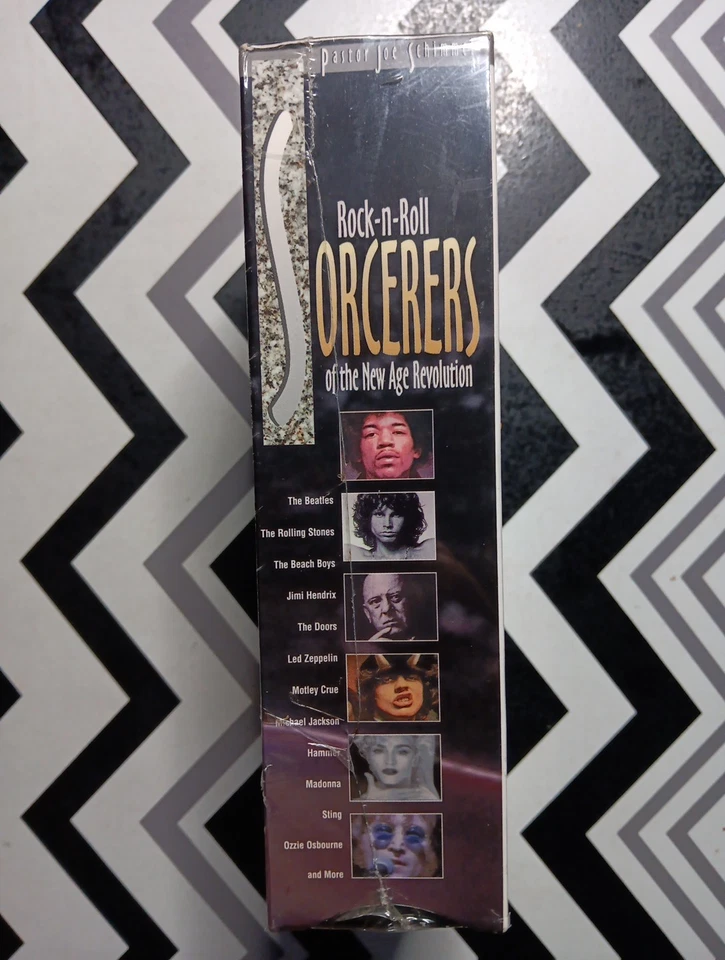 Pastor Joe Schimmel
Rock-n-Roll
SORCERERS
of the New Age Revolution
The Beatles
The Rolling Stones
The Beach Boys
Jimi Hendrix
The Doors
Led Zeppelin
Motley Crue
Michael Jackson
Hammer
Madonna
Sting
Ozzie Osbourne
and More